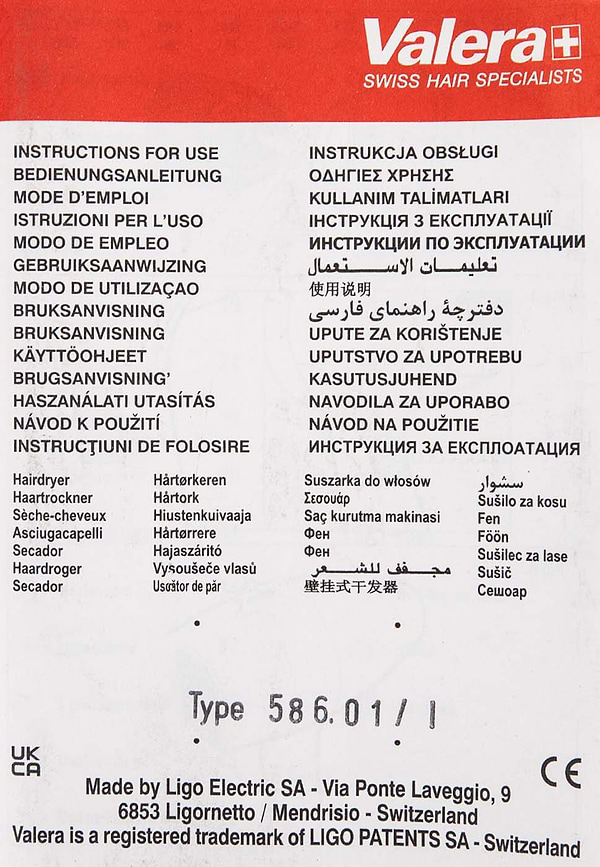 Valera
SWISS HAIR SPECIALISTS
INSTRUCTIONS FOR USE
BEDIENUNGSANLEITUNG
MODE D'EMPLOI
ISTRUZIONI PER L'USO
MODO DE EMPLEO
GEBRUIKSAANWIJZING
MODO DE UTILIZAÇAO
BRUKSANVISNING
BRUKSANVISNING
KÄYTTÖOHJEET
BRUGSANVISNING'
HASZANÁLATI UTASÍTÁS
NÁVOD K POUŽITÍ
INSTRUCŢIUNI DE FOLOSIRE
INSTRUKCJA OBSŁUGI
ΟΔΗΓΙΕΣ ΧΡΗΣΗΣ
KULLANIM TALİMATLARI
ІНСТРУКЦІЯ З ЕКСПЛУАТАЦІЇ
ИНСТРУКЦИИ ПО ЭКСПЛУАТАЦИИ
تعليمـــات الاســـتعمال
使用说明
دفترچۀ راهنمای فارسی
UPUTE ZA KORIŠTENJE
UPUTSTVO ZA UPOTREBU
KASUTUSJUHEND
NAVODILA ZA UPORABO
NÁVOD NA POUŽITIE
ИНСТРУКЦИЯ ЗА ЕКСПЛОАТАЦИЯ
Hairdryer
Haartrockner
Sèche-cheveux
Asciugacapelli
Secador
Haardroger
Secador
Hårtørkeren
Hårtork
Hiustenkuivaaja
Hårtørrere
Hajaszáritó
Vysoušeče vlasů
Uscător de păr
Suszarka do włosów
Σεσουάρ
Saç kurutma makinasi
Фен
Фен
مجـــفف للشـــعر
壁挂式干发器
سشوار
Sušilo za kosu
Fen
Föön
Sušilec za lase
Sušič
Сешоар
Type 586.01/ I
UK
CA
CE
Made by Ligo Electric SA - Via Ponte Laveggio, 9
6853 Ligornetto / Mendrisio - Switzerland
Valera is a registered trademark of LIGO PATENTS SA - Switzerland